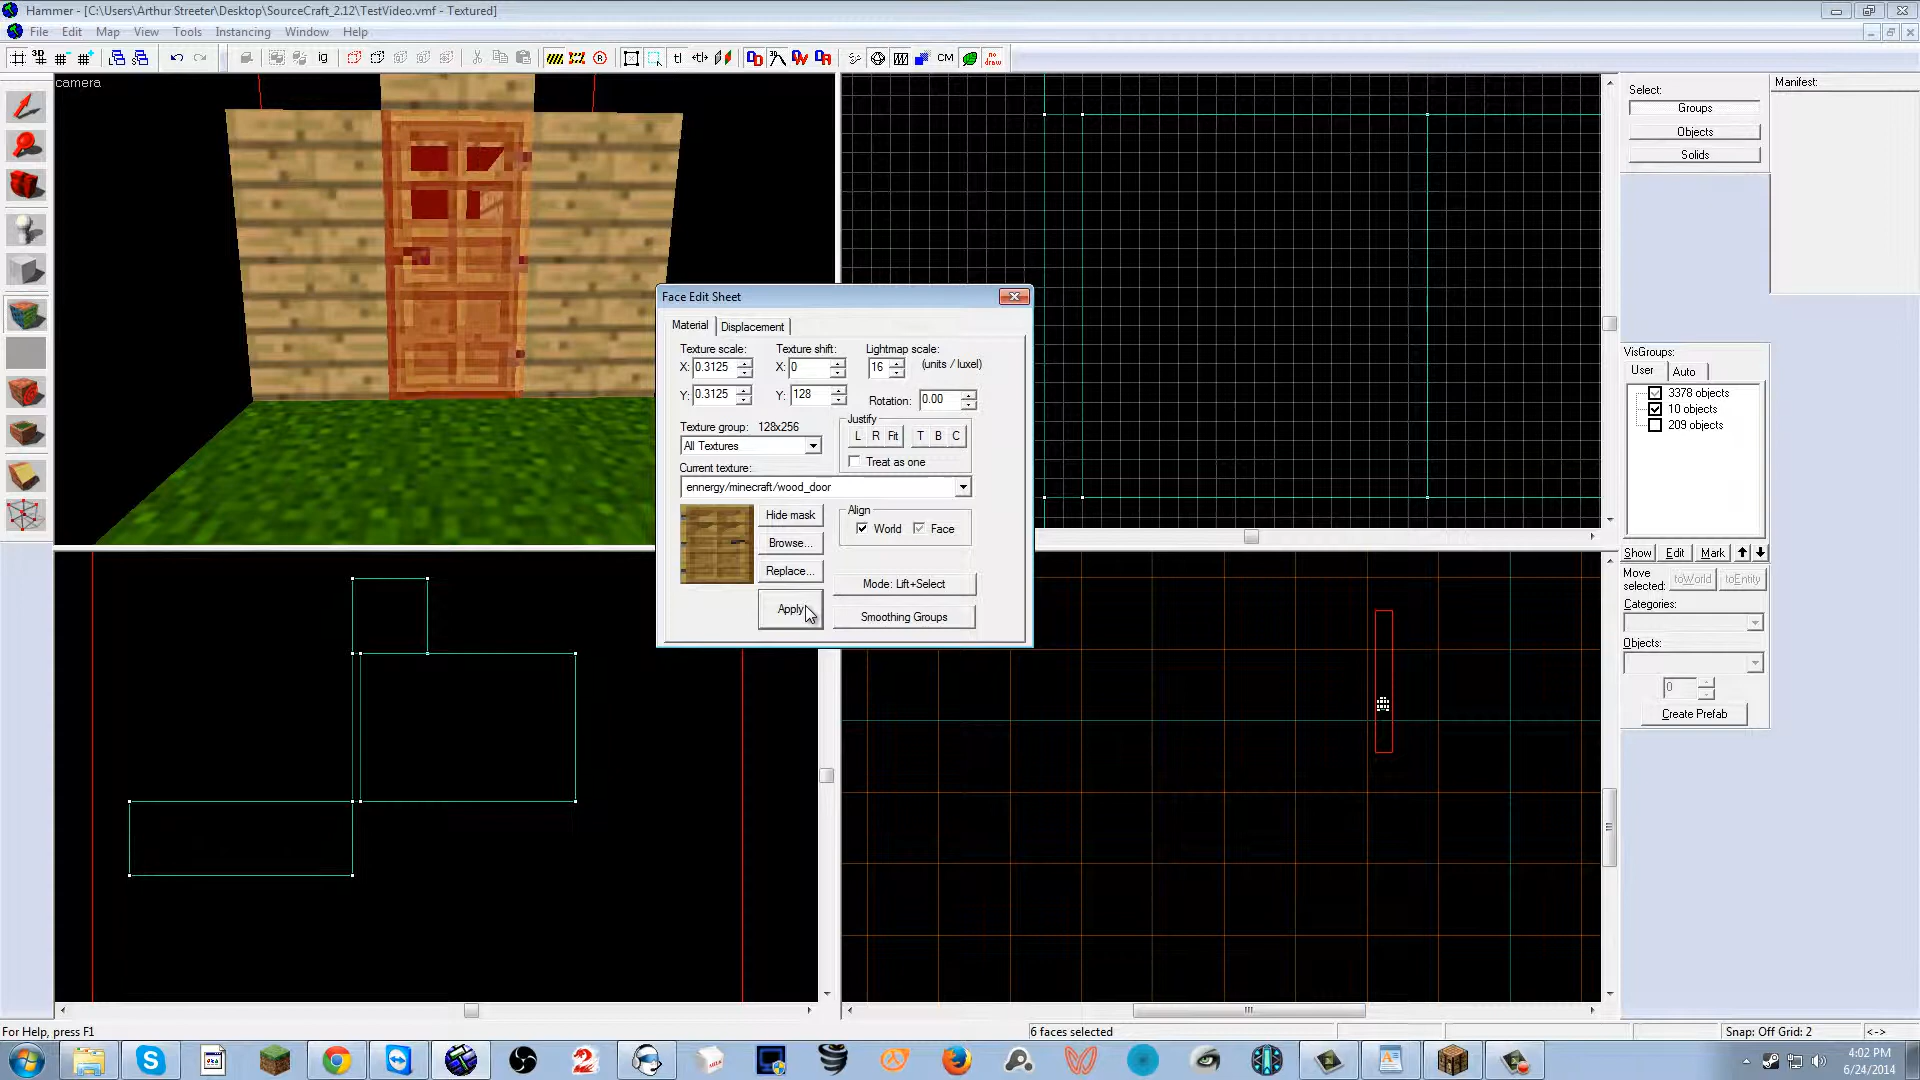 Hammer - [C:\Users\Arthur Streeter\Desktop\SourceCraft_2.12\TestVideo.vmf - Textured]
File Edit Map View Tools Instancing Window Help
camera
Select:
Groups
Objects
Solids
Manifest:
Face Edit Sheet
Material Displacement
Texture scale: Texture shift: Lightmap scale:
X: 0.3125 X: 0 16 (units / luxel)
Y: 0.3125 Y: 128 Rotation: 0.00
Texture group: 128x256 Justify
All Textures L R Fit T B C
Treat as one
Current texture:
ennergy/minecraft/wood_door
Hide mask
Browse...
Replace...
Apply
Align
World Face
Mode: Lift+Select
Smoothing Groups
VisGroups:
User Auto
3378 objects
10 objects
209 objects
Show Edit Mark
Move selected: toWorld toEntity
Categories:
Objects:
0
Create Prefab
For Help, press F1
6 faces selected
Snap: Off Grid: 2 <->
4:02 PM
6/24/2014